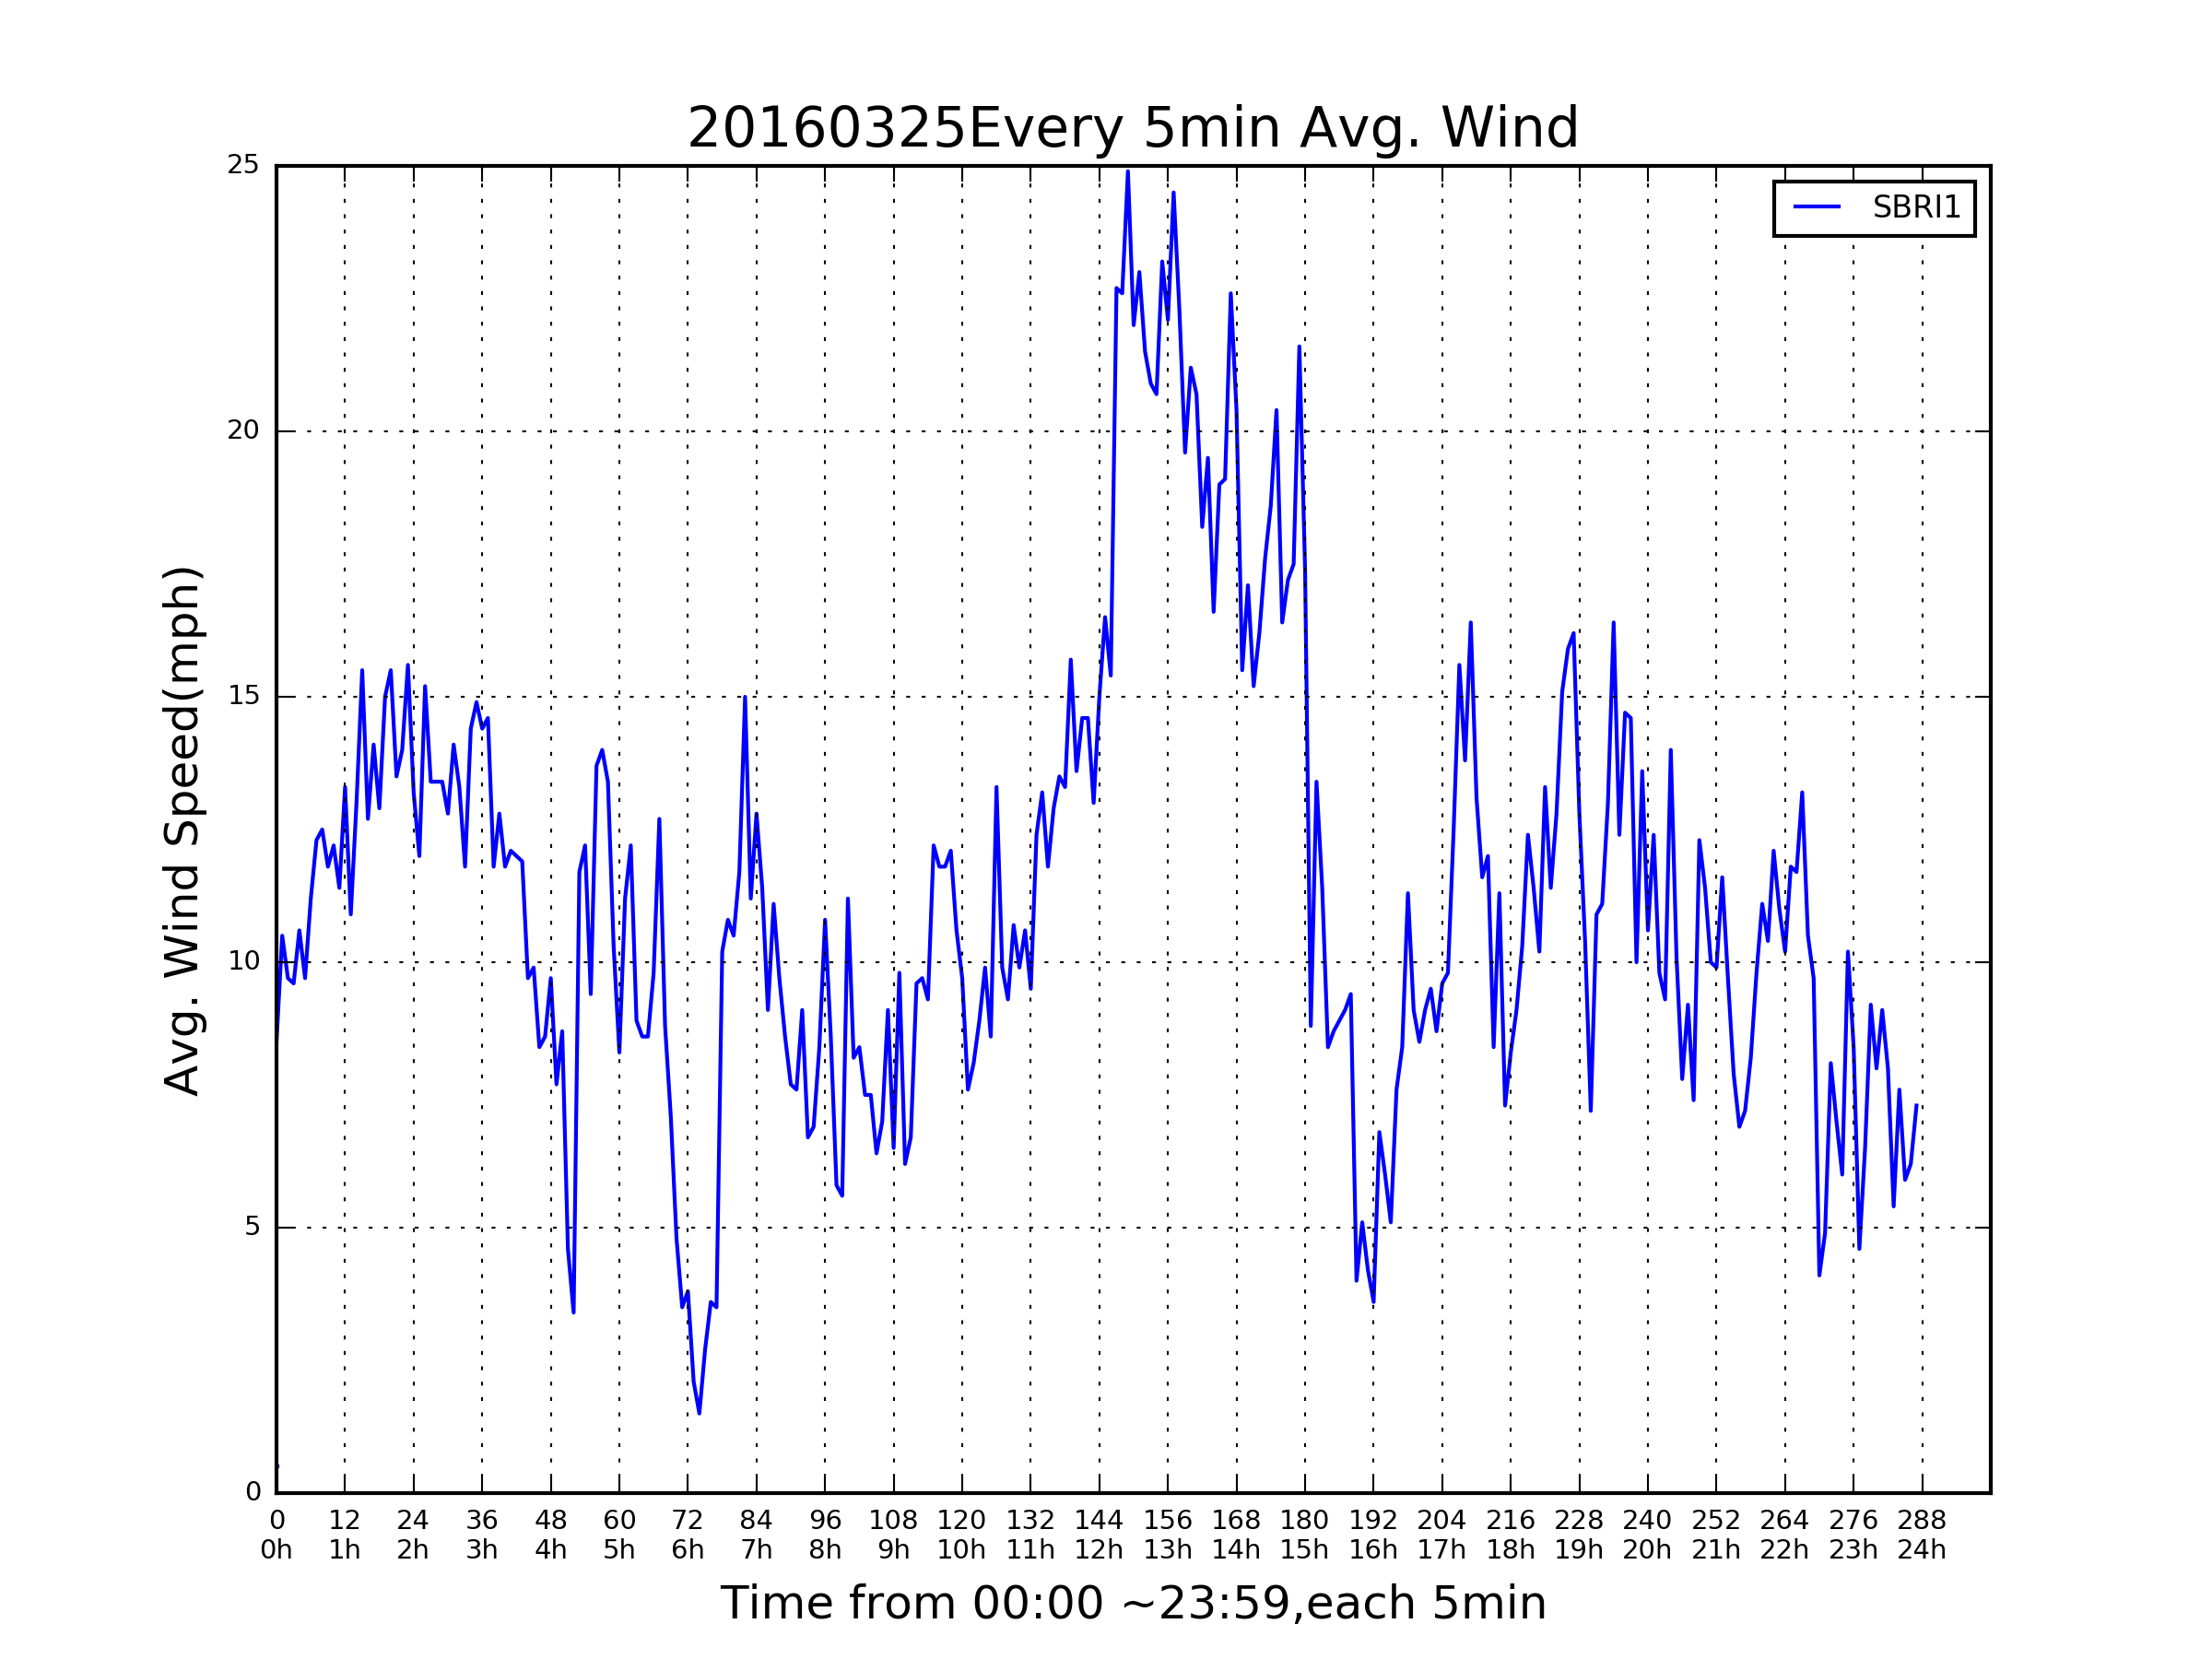 20160325Every 5min Avg. Wind
SBRI1
Avg. Wind Speed(mph)
25
20
15
10
5
0
0 12 24 36 48 60 72 84 96 108 120 132 144 156 168 180 192 204 216 228 240 252 264 276 288
0h 1h 2h 3h 4h 5h 6h 7h 8h 9h 10h 11h 12h 13h 14h 15h 16h 17h 18h 19h 20h 21h 22h 23h 24h
Time from 00:00 ~23:59,each 5min